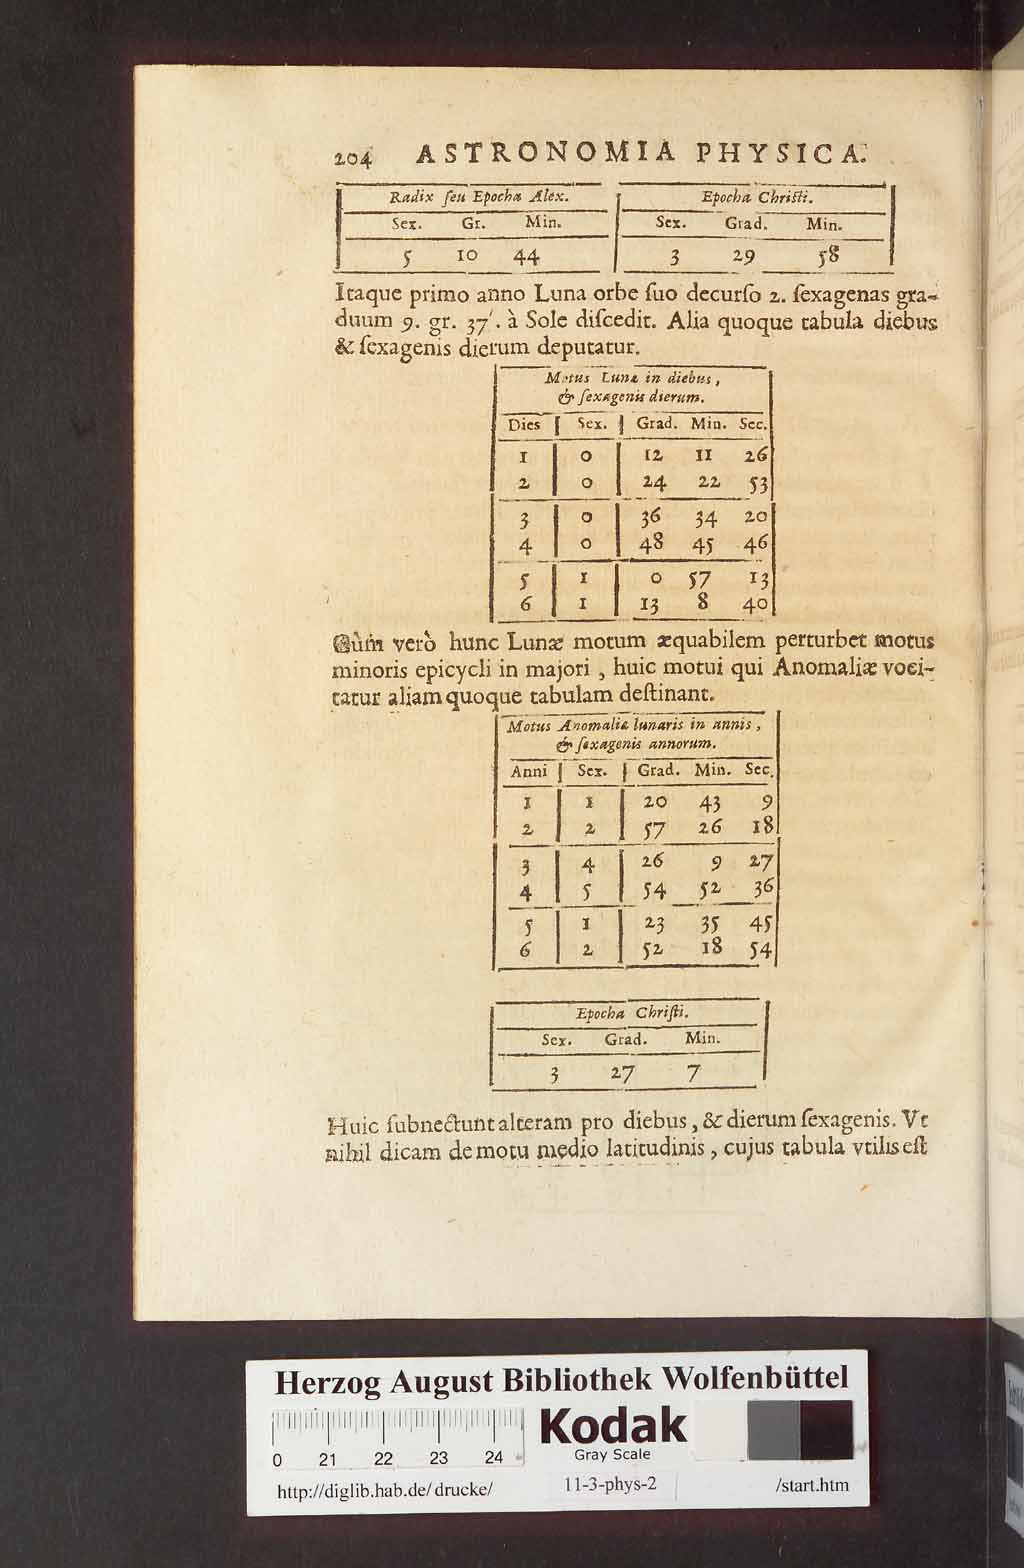 204 ASTRONOMIA PHYSICA.
Radix ſeu Epocha Alex. Epocha Chriſti.
Sex. Gr. Min. Sex. Grad. Min.
5 10 44 3 29 58
Itaque primo anno Luna orbe ſuo decurſo 2. ſexagenas gra-
duum 9. gr. 37'. à Sole diſcedit. Alia quoque tabula diebus
& ſexagenis dierum deputatur.
Motus Lunæ in diebus,
& ſexagenis dierum.
Dies Sex. Grad. Min. Sec.
1 0 12 11 26
2 0 24 22 53
3 0 36 34 20
4 0 48 45 46
5 1 0 57 13
6 1 13 8 40
Cùm verò hunc Lunæ motum æquabilem perturbet motus
minoris epicycli in majori, huic motui qui Anomaliæ voci-
tatur aliam quoque tabulam deſtinant.
Motus Anomaliæ lunaris in annis,
& ſexagenis annorum.
Anni Sex. Grad. Min. Sec.
1 1 20 43 9
2 2 57 26 18
3 4 26 9 27
4 5 54 52 36
5 1 23 35 45
6 2 52 18 54
Epocha Chriſti.
Sex. Grad. Min.
3 27 7
Huic ſubnectunt alteram pro diebus, & dierum ſexagenis. Vt
nihil dicam de motu medio latitudinis, cujus tabula vtilis eſt
Herzog August Bibliothek Wolfenbüttel
Kodak
Gray Scale
0 21 22 23 24
http://diglib.hab.de/drucke/ 11-3-phys-2 /start.htm